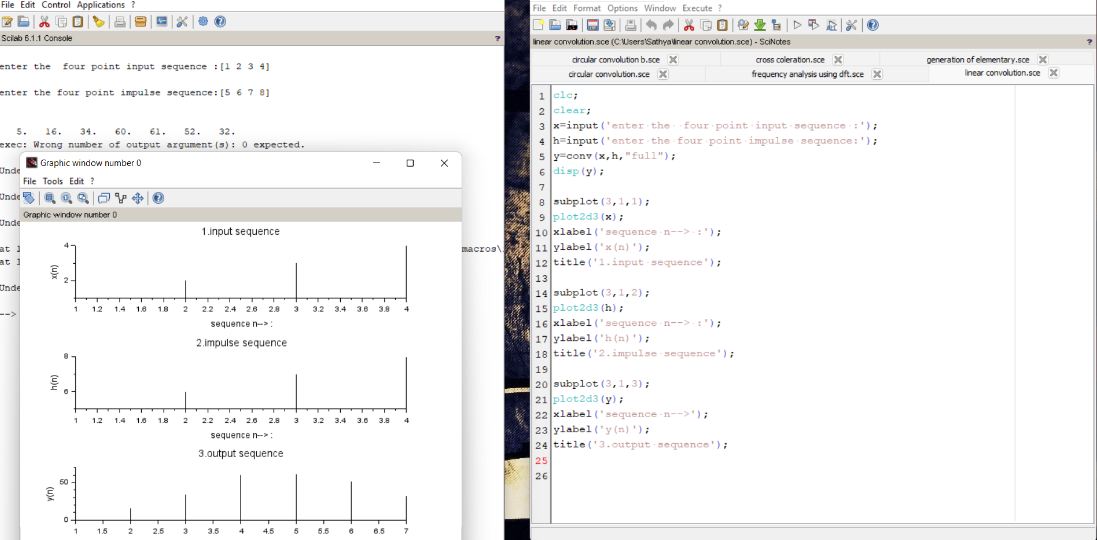 File Edit Control Applications ?
Scilab 6.1.1 Console
?
enter the  four point input sequence :[1 2 3 4]
enter the four point impulse sequence:[5 6 7 8]
5.   16.   34.   60.   61.   52.   32.
exec: Wrong number of output argument(s): 0 expected.
Unde
Unde
Unde
at l
macros\
at l
Unde
-->
Graphic window number 0
File Tools Edit ?
Graphic window number 0
1.input sequence
x(n)
4
2
1 1.2 1.4 1.6 1.8 2 2.2 2.4 2.6 2.8 3 3.2 3.4 3.6 3.8 4
sequence n--> :
2.impulse sequence
h(n)
8
6
1 1.2 1.4 1.6 1.8 2 2.2 2.4 2.6 2.8 3 3.2 3.4 3.6 3.8 4
sequence n--> :
3.output sequence
y(n)
50
0
1 1.5 2 2.5 3 3.5 4 4.5 5 5.5 6 6.5 7
File Edit Format Options Window Execute ?
linear convolution.sce (C:\Users\Sathya\linear convolution.sce) - SciNotes
?
circular convolution b.sce
cross coleration.sce
generation of elementary.sce
circular convolution.sce
frequency analysis using dft.sce
linear convolution.sce
1 clc;
2 clear;
3 x=input('enter the  four point input sequence :');
4 h=input('enter the four point impulse sequence:');
5 y=conv(x,h,"full");
6 disp(y);
7
8 subplot(3,1,1);
9 plot2d3(x);
10 xlabel('sequence n--> :');
11 ylabel('x(n)');
12 title('1.input sequence');
13
14 subplot(3,1,2);
15 plot2d3(h);
16 xlabel('sequence n--> :');
17 ylabel('h(n)');
18 title('2.impulse sequence');
19
20 subplot(3,1,3);
21 plot2d3(y);
22 xlabel('sequence n-->');
23 ylabel('y(n)');
24 title('3.output sequence');
25
26